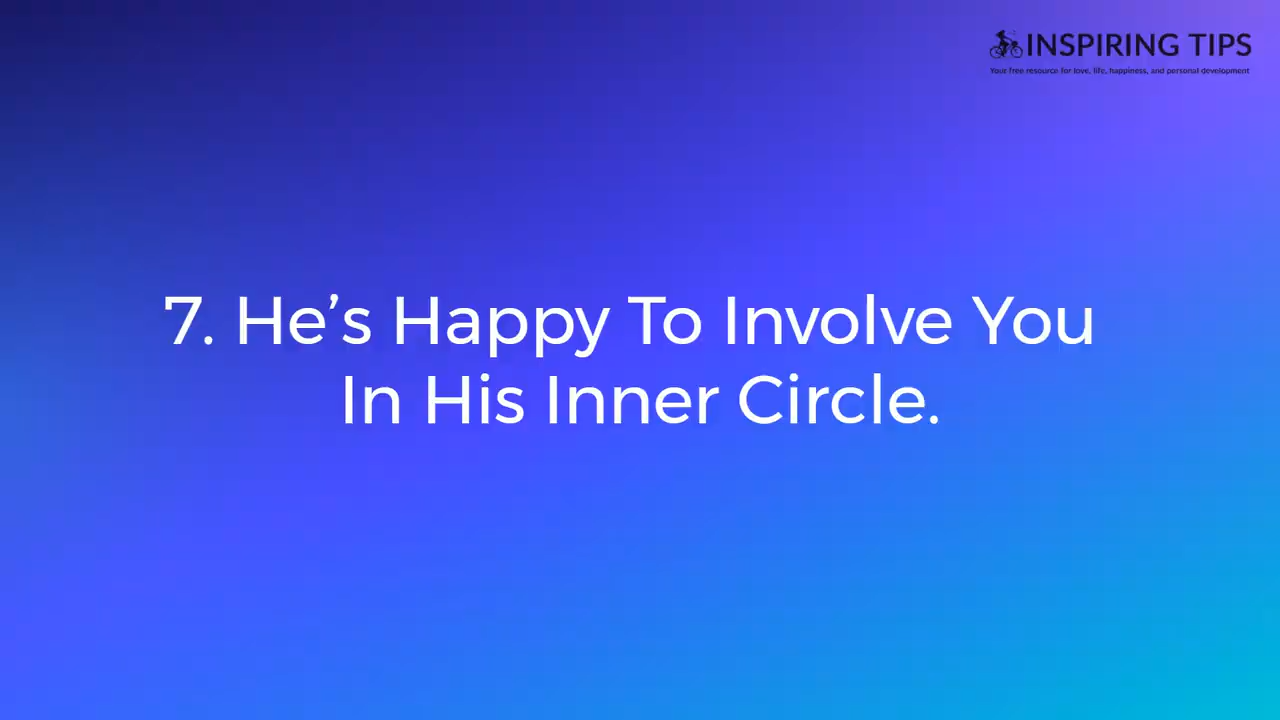 INSPIRING TIPS
Your free resource for love, life, happiness, and personal development
7. He’s Happy To Involve You
In His Inner Circle.